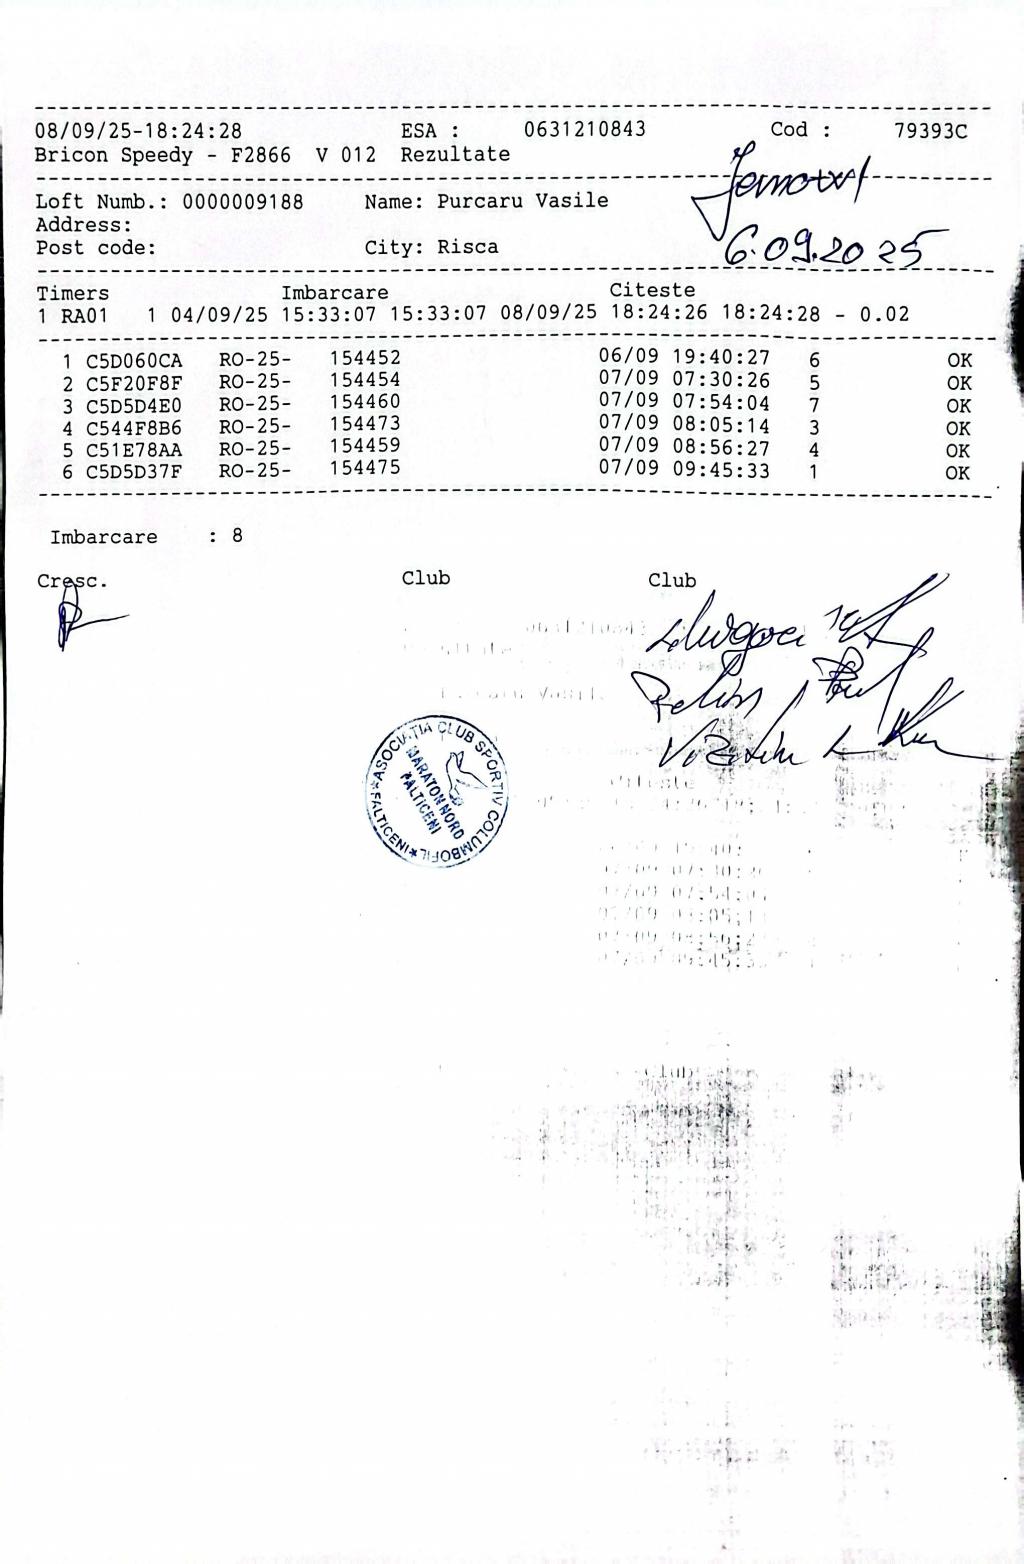 08/09/25-18:24:28 ESA : 0631210843 Cod : 79393C
Bricon Speedy - F2866 V 012 Rezultate
Loft Numb.: 0000009188 Name: Purcaru Vasile
Address:
6.09.2025
Post code: City: Risca
Timers Imbarcare Citeste
1 RA01 1 04/09/25 15:33:07 15:33:07 08/09/25 18:24:26 18:24:28 - 0.02
1 C5D060CA RO-25- 154452 06/09 19:40:27 6 OK
2 C5F20F8F RO-25- 154454 07/09 07:30:26 5 OK
3 C5D5D4E0 RO-25- 154460 07/09 07:54:04 7 OK
4 C544F8B6 RO-25- 154473 07/09 08:05:14 3 OK
5 C51E78AA RO-25- 154459 07/09 08:56:27 4 OK
6 C5D5D37F RO-25- 154475 07/09 09:45:33 1 OK
Imbarcare : 8
Cresc. Club Club
ASOCIATIA CLUB SPORTIV COLUMBOFIL
FALTICENI
MARATON NORD
FALTICENI